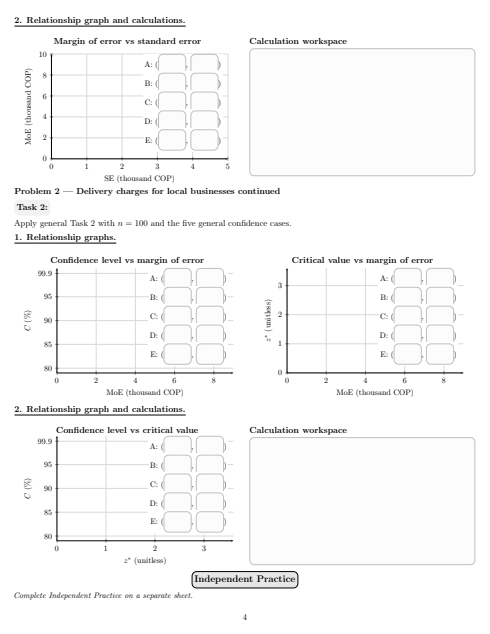 2. Relationship graph and calculations.
Margin of error vs standard error
Calculation workspace
MoE (thousand COP)
10
8
6
4
2
0
A: ( , )
B: ( , )
C: ( , )
D: ( , )
E: ( , )
0 1 2 3 4 5
SE (thousand COP)
Problem 2 — Delivery charges for local businesses continued
Task 2:
Apply general Task 2 with n = 100 and the five general confidence cases.
1. Relationship graphs.
Confidence level vs margin of error
C (%)
99.9
95
90
85
80
A: ( , )
B: ( , )
C: ( , )
D: ( , )
E: ( , )
0 2 4 6 8
MoE (thousand COP)
Critical value vs margin of error
z* (unitless)
3
2
1
0
A: ( , )
B: ( , )
C: ( , )
D: ( , )
E: ( , )
0 2 4 6 8
MoE (thousand COP)
2. Relationship graph and calculations.
Confidence level vs critical value
Calculation workspace
C (%)
99.9
95
90
85
80
A: ( , )
B: ( , )
C: ( , )
D: ( , )
E: ( , )
0 1 2 3
z* (unitless)
Independent Practice
Complete Independent Practice on a separate sheet.
4